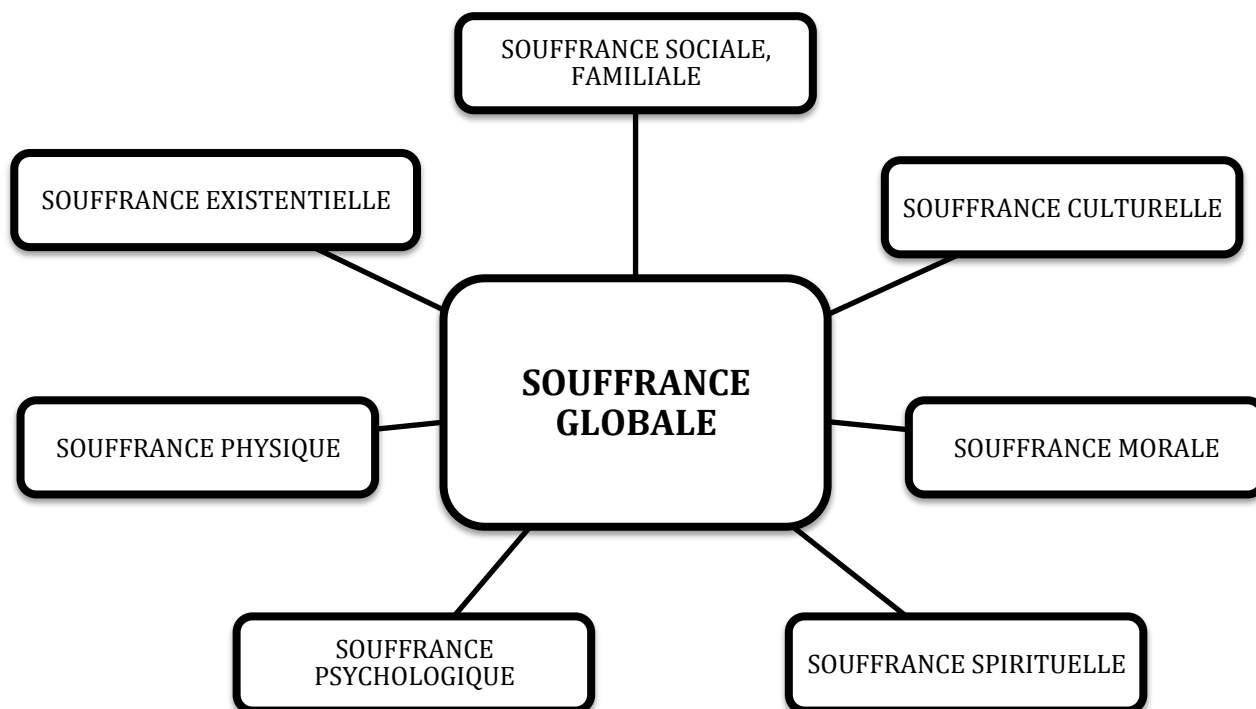 SOUFFRANCE SOCIALE,
FAMILIALE
SOUFFRANCE EXISTENTIELLE
SOUFFRANCE CULTURELLE
SOUFFRANCE
GLOBALE
SOUFFRANCE PHYSIQUE
SOUFFRANCE MORALE
SOUFFRANCE
PSYCHOLOGIQUE
SOUFFRANCE SPIRITUELLE